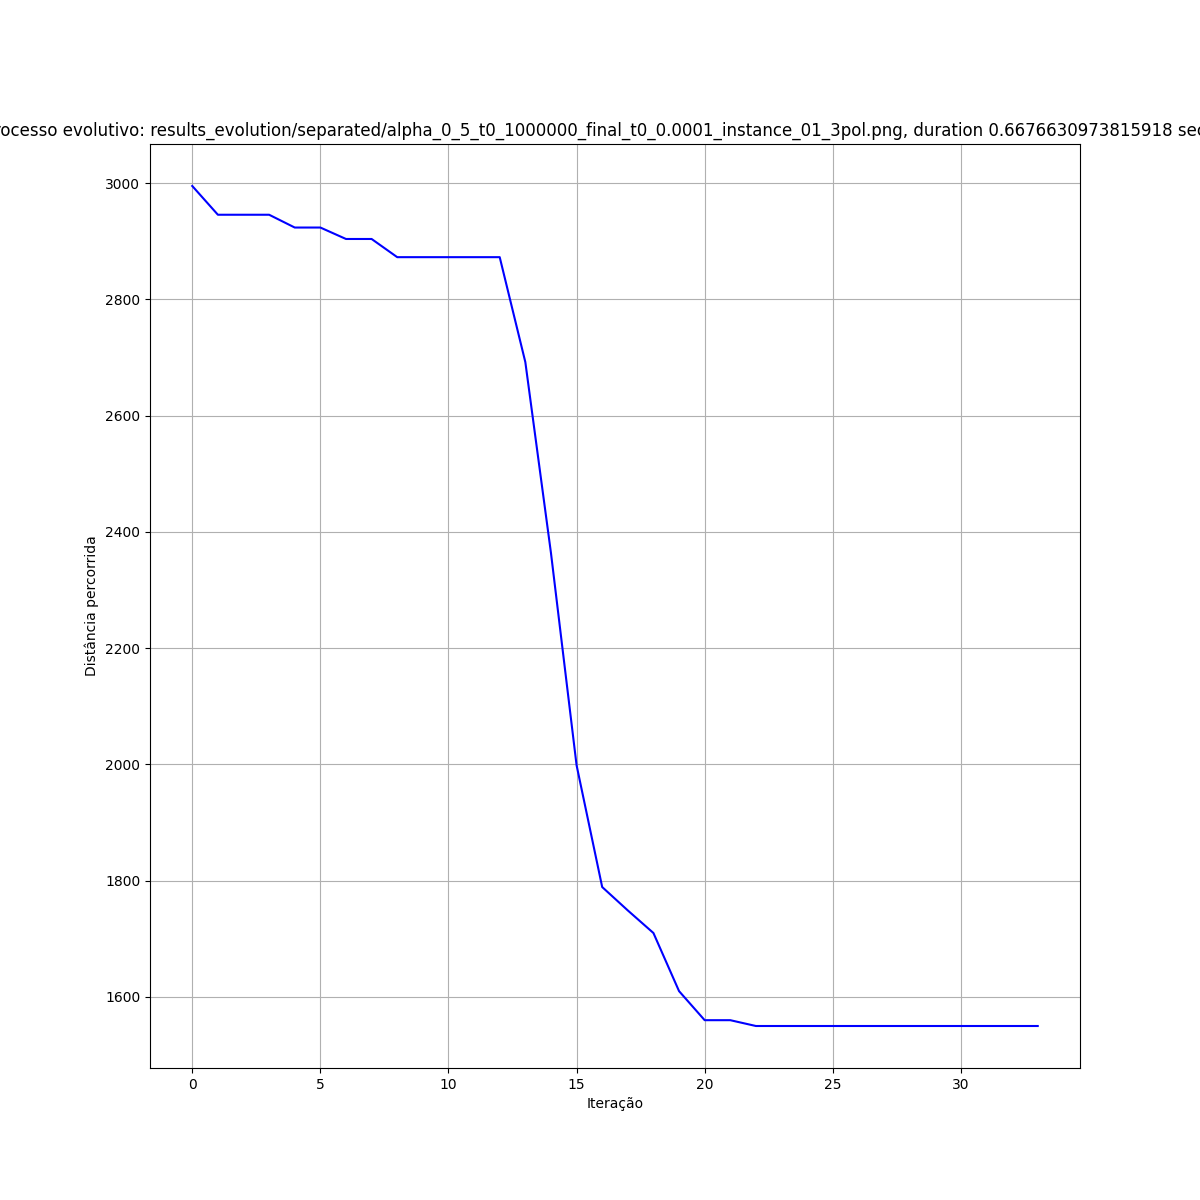 ocesso evolutivo: results_evolution/separated/alpha_0_5_t0_1000000_final_t0_0.0001_instance_01_3pol.png, duration 0.6676630973815918 sec
3000
2800
2600
2400
2200
2000
1800
1600
Distância percorrida
0 5 10 15 20 25 30
Iteração